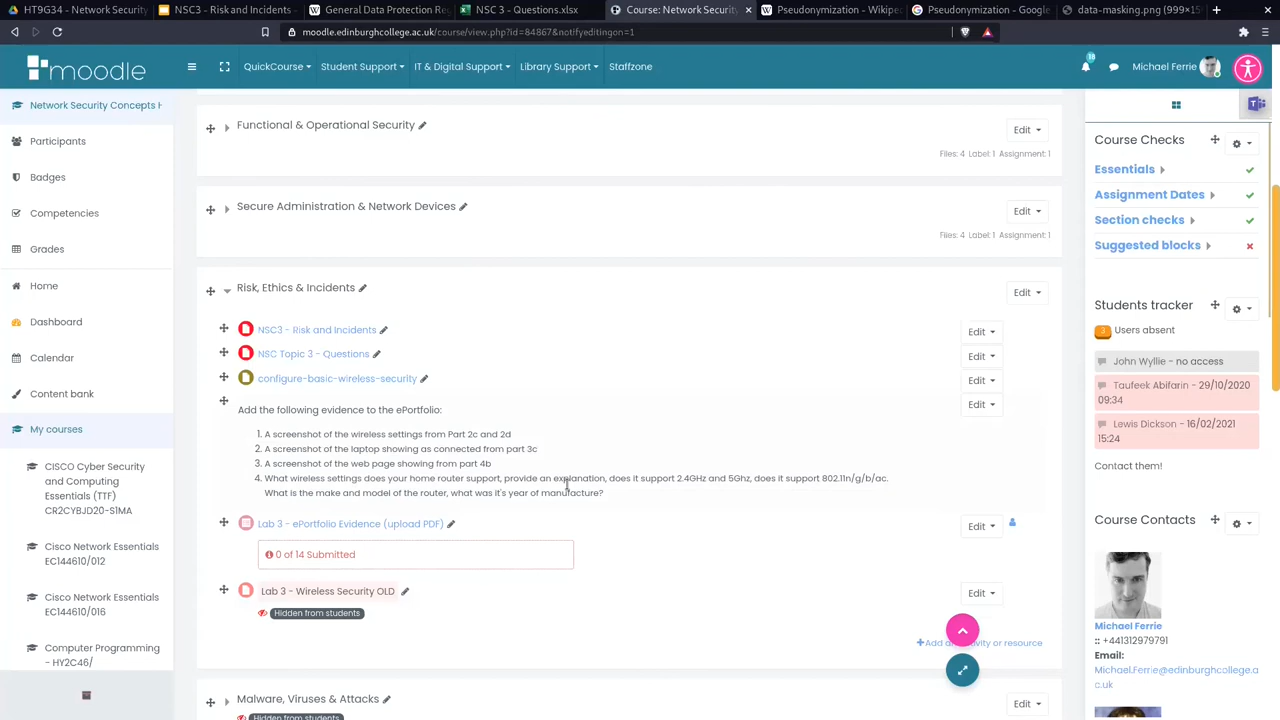 HT9G34 - Network Security
NSC3 - Risk and Incidents -
General Data Protection Re
NSC 3 - Questions.xlsx
Course: Network Security
Pseudonymization - Wikipe
Pseudonymization - Google
data-masking.png (999×15
moodle.edinburghcollege.ac.uk/course/view.php?id=84867&notifyeditingon=1
moodle
QuickCourse
Student Support
IT & Digital Support
Library Support
Staffzone
Michael Ferrie
Network Security Concepts H
Participants
Badges
Competencies
Grades
Home
Dashboard
Calendar
Content bank
My courses
CISCO Cyber Security
and Computing
Essentials (TTF)
CR2CYBJD20-S1MA
Cisco Network Essentials
EC144610/012
Cisco Network Essentials
EC144610/016
Computer Programming
- HY2C46/
Functional & Operational Security
Edit
Files: 4 Label: 1 Assignment: 1
Secure Administration & Network Devices
Edit
Files: 4 Label: 1 Assignment: 1
Risk, Ethics & Incidents
Edit
NSC3 - Risk and Incidents
Edit
NSC Topic 3 - Questions
Edit
configure-basic-wireless-security
Edit
Add the following evidence to the ePortfolio:
Edit
1. A screenshot of the wireless settings from Part 2c and 2d
2. A screenshot of the laptop showing as connected from part 3c
3. A screenshot of the web page showing from part 4b
4. What wireless settings does your home router support, provide an explanation, does it support 2.4GHz and 5Ghz, does it support 802.11n/g/b/ac.
What is the make and model of the router, what was it's year of manufacture?
Lab 3 - ePortfolio Evidence (upload PDF)
Edit
0 of 14 Submitted
Lab 3 - Wireless Security OLD
Edit
Hidden from students
+Add an activity or resource
Malware, Viruses & Attacks
Edit
Hidden from students
Course Checks
Essentials
Assignment Dates
Section checks
Suggested blocks
Students tracker
3 Users absent
John Wyllie - no access
Taufeek Abifarin - 29/10/2020
09:34
Lewis Dickson - 16/02/2021
15:24
Contact them!
Course Contacts
Michael Ferrie
:: +441312979791
Email:
Michael.Ferrie@edinburghcollege.a
c.uk